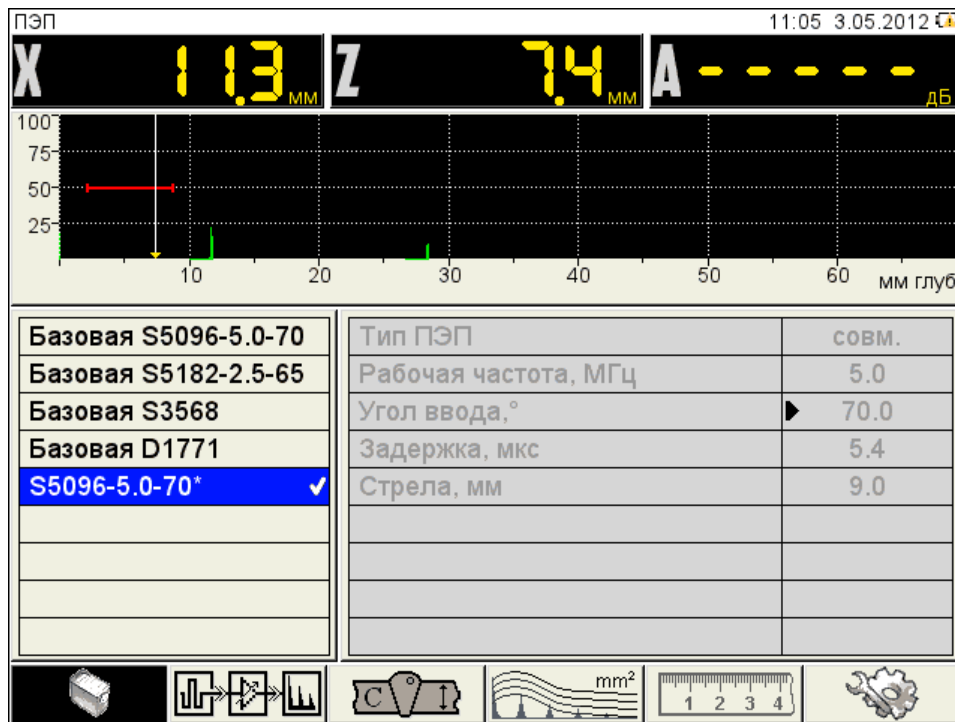 ПЭП 11:05 3.05.2012
X 11.3 мм Z 7.4 мм A - - - - - дБ
100
75
50
25
10 20 30 40 50 60 мм глуб
Базовая S5096-5.0-70
Базовая S5182-2.5-65
Базовая S3568
Базовая D1771
S5096-5.0-70*
Тип ПЭП совм.
Рабочая частота, МГц 5.0
Угол ввода,° 70.0
Задержка, мкс 5.4
Стрела, мм 9.0
C mm² 1 2 3 4